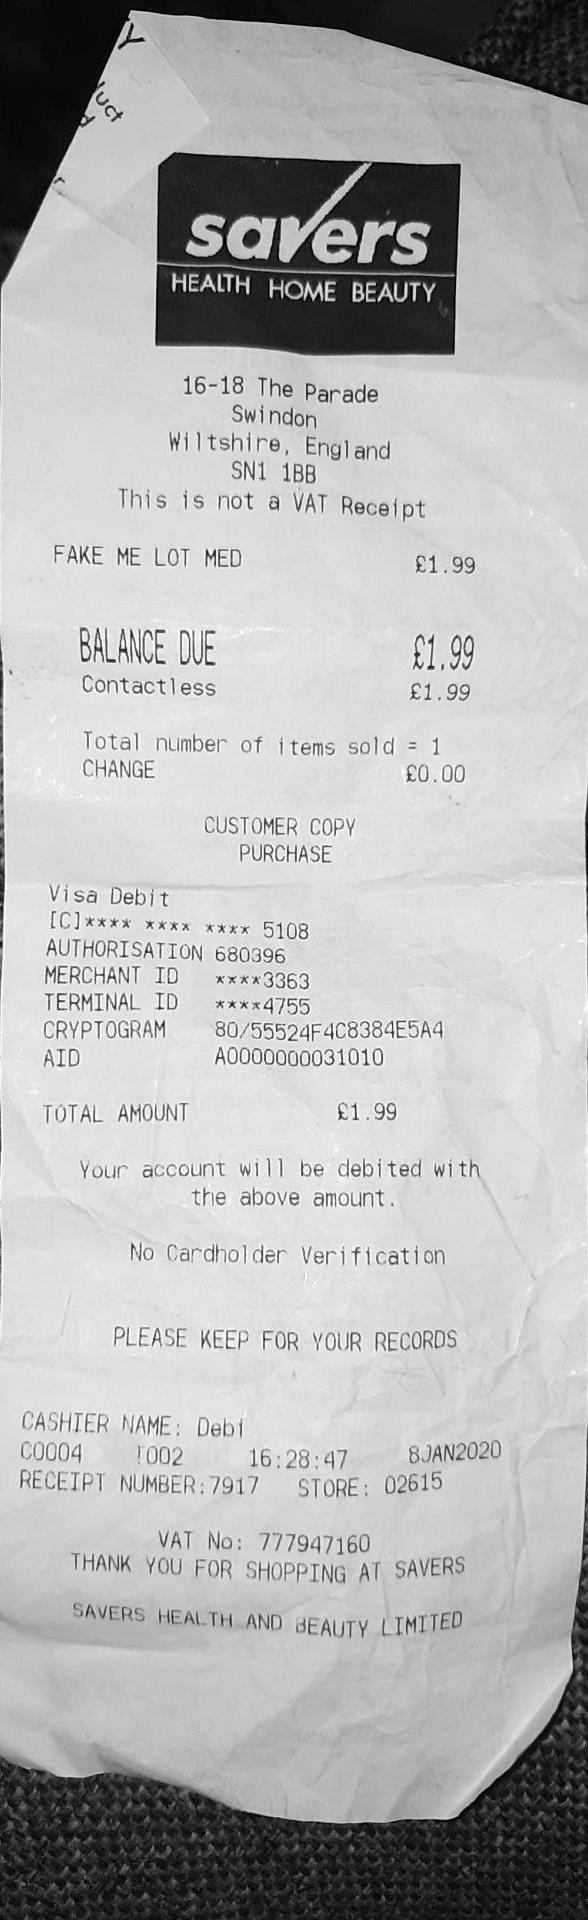 Y
uct
d
savers
HEALTH HOME BEAUTY
16-18 The Parade
Swindon
Wiltshire, England
SN1 1BB
This is not a VAT Receipt
FAKE ME LOT MED £1.99
BALANCE DUE £1.99
Contactless £1.99
Total number of items sold = 1
CHANGE £0.00
CUSTOMER COPY
PURCHASE
Visa Debit
[C]**** **** **** 5108
AUTHORISATION 680396
MERCHANT ID ****3363
TERMINAL ID ****4755
CRYPTOGRAM 80/55524F4C8384E5A4
AID A0000000031010
TOTAL AMOUNT £1.99
Your account will be debited with
the above amount.
No Cardholder Verification
PLEASE KEEP FOR YOUR RECORDS
CASHIER NAME: Debi
C0004 T002 16:28:47 8JAN2020
RECEIPT NUMBER:7917 STORE: 02615
VAT No: 777947160
THANK YOU FOR SHOPPING AT SAVERS
SAVERS HEALTH AND BEAUTY LIMITED